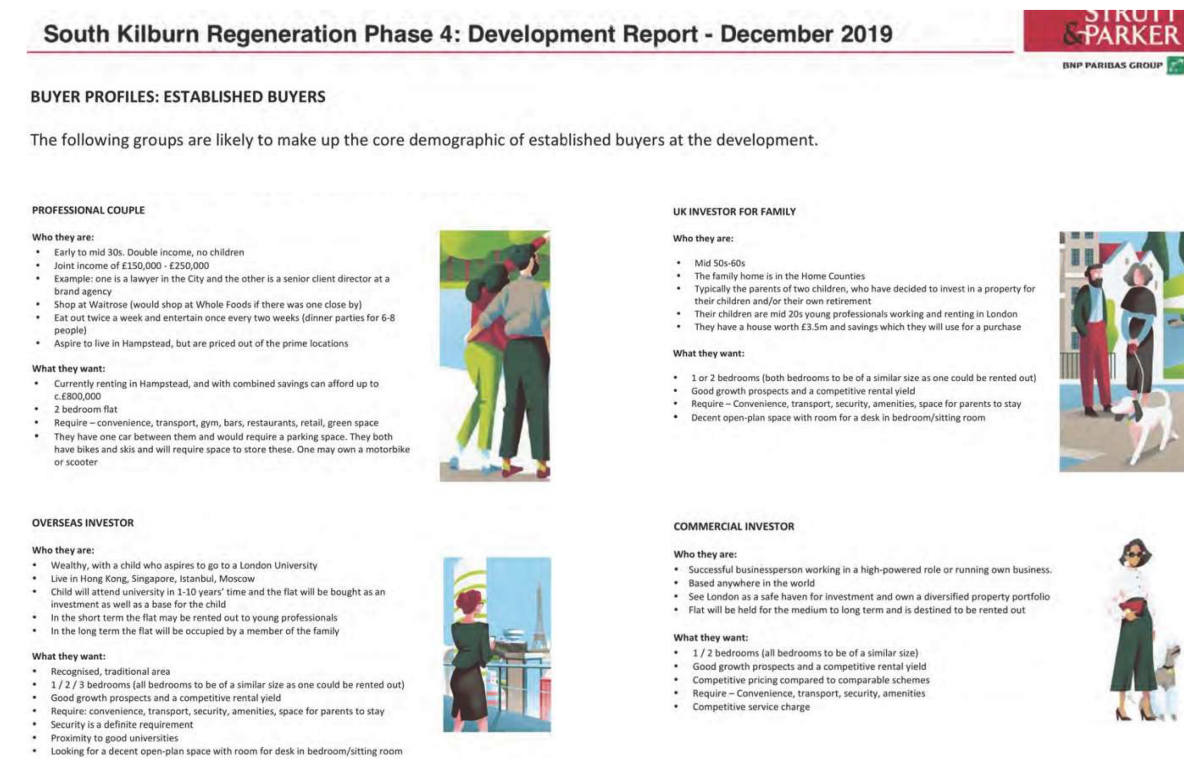 South Kilburn Regeneration Phase 4: Development Report - December 2019
STRUTT
&PARKER
BNP PARIBAS GROUP
BUYER PROFILES: ESTABLISHED BUYERS
The following groups are likely to make up the core demographic of established buyers at the development.
PROFESSIONAL COUPLE
Who they are:
• Early to mid 30s. Double income, no children
• Joint income of £150,000 - £250,000
• Example: one is a lawyer in the City and the other is a senior client director at a
brand agency
• Shop at Waitrose (would shop at Whole Foods if there was one close by)
• Eat out twice a week and entertain once every two weeks (dinner parties for 6-8
people)
• Aspire to live in Hampstead, but are priced out of the prime locations
What they want:
• Currently renting in Hampstead, and with combined savings can afford up to
c.£800,000
• 2 bedroom flat
• Require – convenience, transport, gym, bars, restaurants, retail, green space
• They have one car between them and would require a parking space. They both
have bikes and skis and will require space to store these. One may own a motorbike
or scooter
UK INVESTOR FOR FAMILY
Who they are:
• Mid 50s-60s
• The family home is in the Home Counties
• Typically the parents of two children, who have decided to invest in a property for
their children and/or their own retirement
• Their children are mid 20s young professionals working and renting in London
• They have a house worth £3.5m and savings which they will use for a purchase
What they want:
• 1 or 2 bedrooms (both bedrooms to be of a similar size as one could be rented out)
• Good growth prospects and a competitive rental yield
• Require – Convenience, transport, security, amenities, space for parents to stay
• Decent open-plan space with room for a desk in bedroom/sitting room
OVERSEAS INVESTOR
Who they are:
• Wealthy, with a child who aspires to go to a London University
• Live in Hong Kong, Singapore, Istanbul, Moscow
• Child will attend university in 1-10 years' time and the flat will be bought as an
investment as well as a base for the child
• In the short term the flat may be rented out to young professionals
• In the long term the flat will be occupied by a member of the family
What they want:
• Recognised, traditional area
• 1 / 2 / 3 bedrooms (all bedrooms to be of a similar size as one could be rented out)
• Good growth prospects and a competitive rental yield
• Require: convenience, transport, security, amenities, space for parents to stay
• Security is a definite requirement
• Proximity to good universities
• Looking for a decent open-plan space with room for desk in bedroom/sitting room
COMMERCIAL INVESTOR
Who they are:
• Successful businessperson working in a high-powered role or running own business.
• Based anywhere in the world
• See London as a safe haven for investment and own a diversified property portfolio
• Flat will be held for the medium to long term and is destined to be rented out
What they want:
• 1 / 2 bedrooms (all bedrooms to be of a similar size)
• Good growth prospects and a competitive rental yield
• Competitive pricing compared to comparable schemes
• Require – Convenience, transport, security, amenities
• Competitive service charge